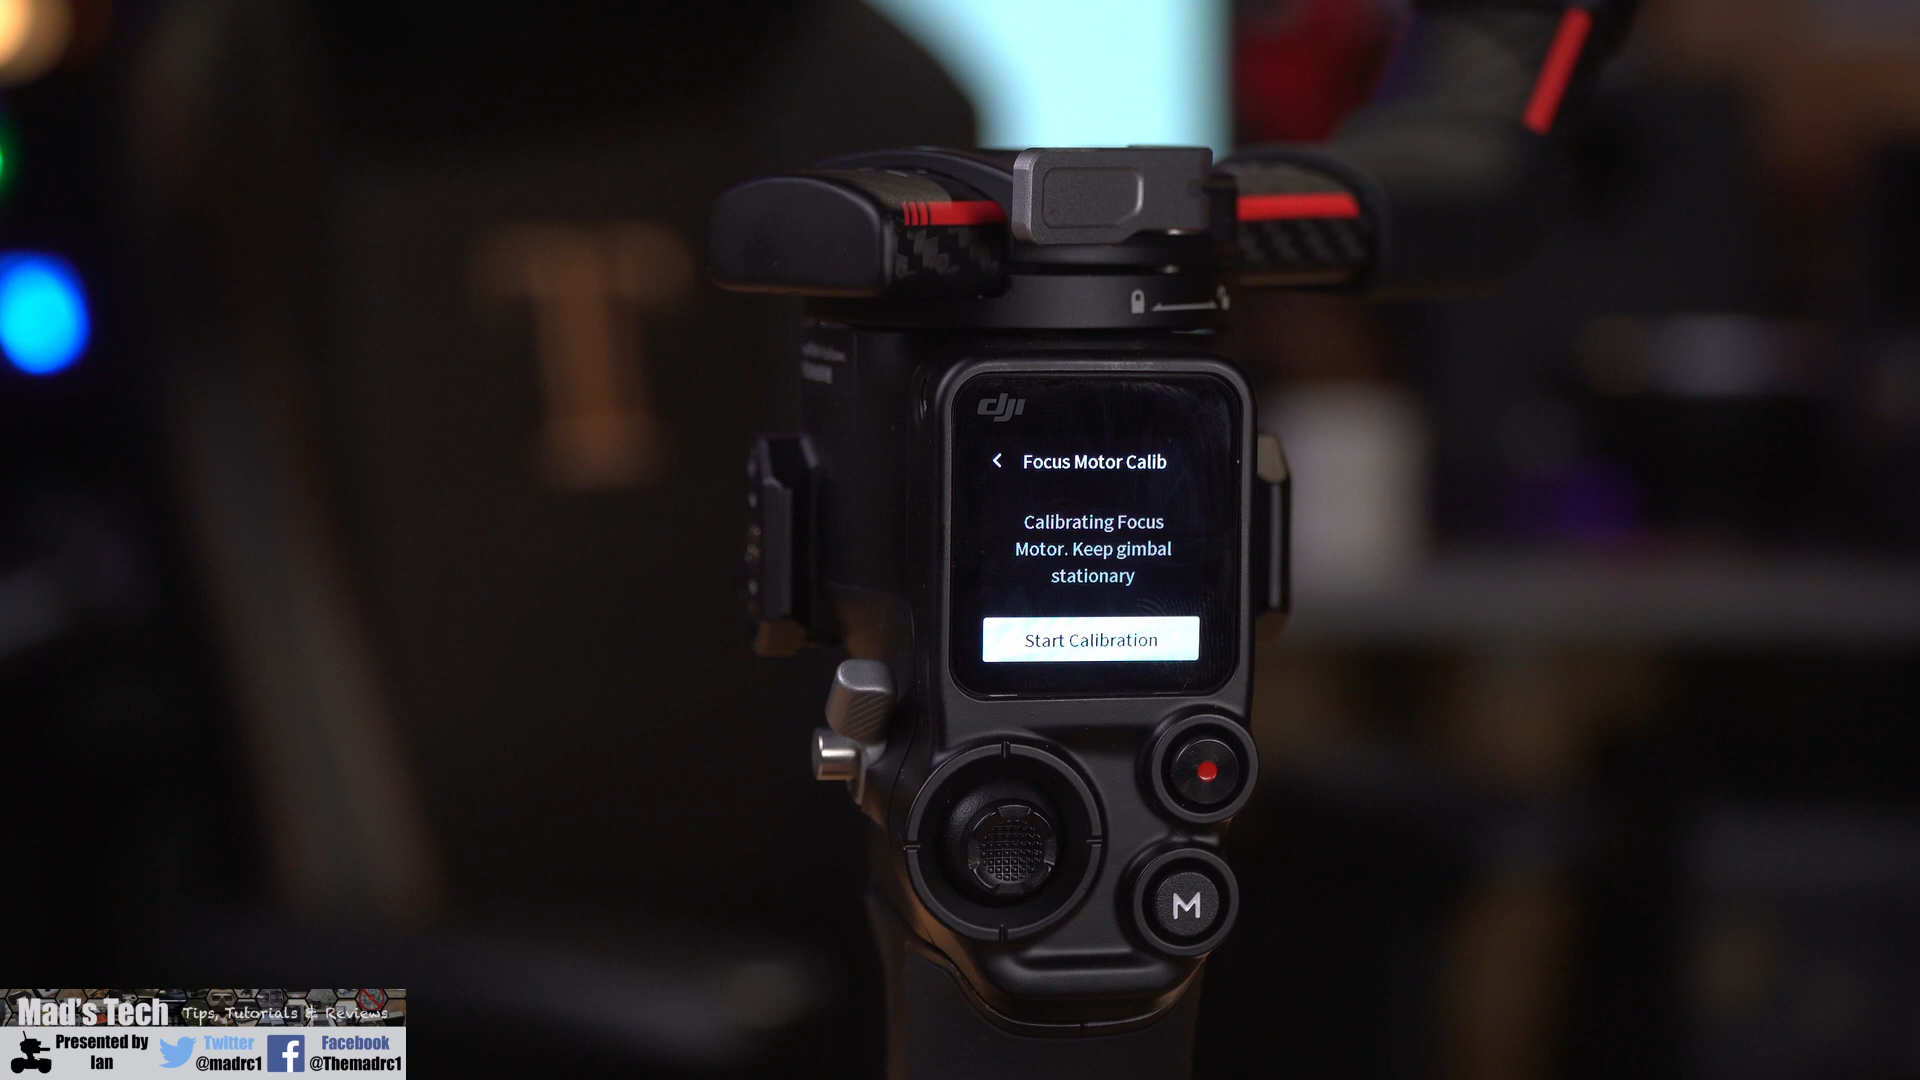 dji
Focus Motor Calib
Calibrating Focus
Motor. Keep gimbal
stationary
Start Calibration
M
Mad's Tech Tips, Tutorials & Reviews
Presented by
Ian
Twitter
@madrc1
Facebook
@Themadrc1